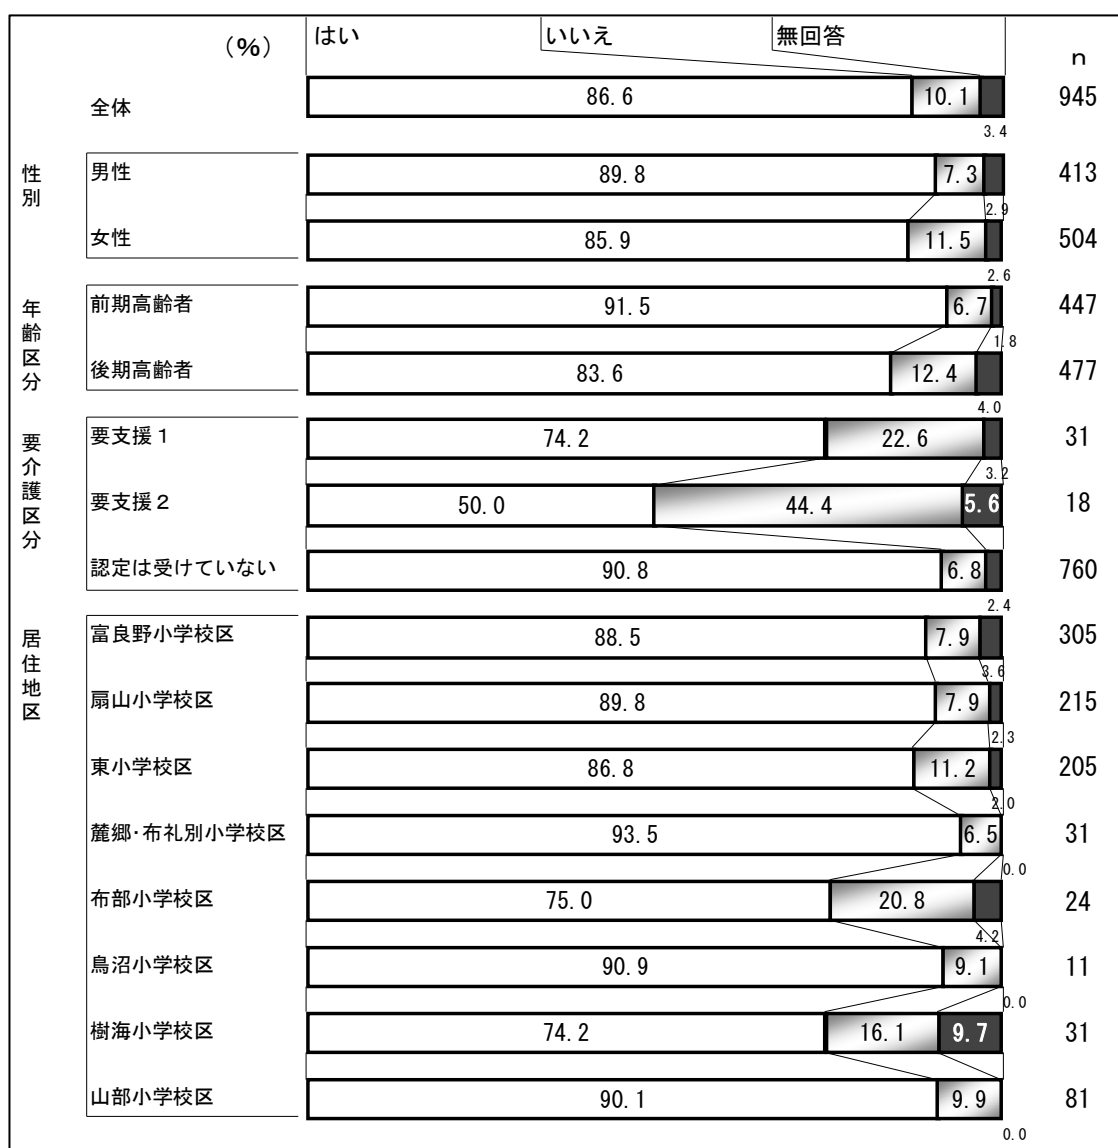 (%) はい いいえ 無回答
n
全体 86.6 10.1 945
3.4
性別
男性 89.8 7.3 413
2.9
女性 85.9 11.5 504
2.6
年齢区分
前期高齢者 91.5 6.7 447
1.8
後期高齢者 83.6 12.4 477
4.0
要介護区分
要支援1 74.2 22.6 31
3.2
要支援2 50.0 44.4 5.6 18
認定は受けていない 90.8 6.8 760
2.4
居住地区
富良野小学校区 88.5 7.9 305
3.6
扇山小学校区 89.8 7.9 215
2.3
東小学校区 86.8 11.2 205
2.0
麓郷・布礼別小学校区 93.5 6.5 31
0.0
布部小学校区 75.0 20.8 24
4.2
鳥沼小学校区 90.9 9.1 11
0.0
樹海小学校区 74.2 16.1 9.7 31
山部小学校区 90.1 9.9 81
0.0